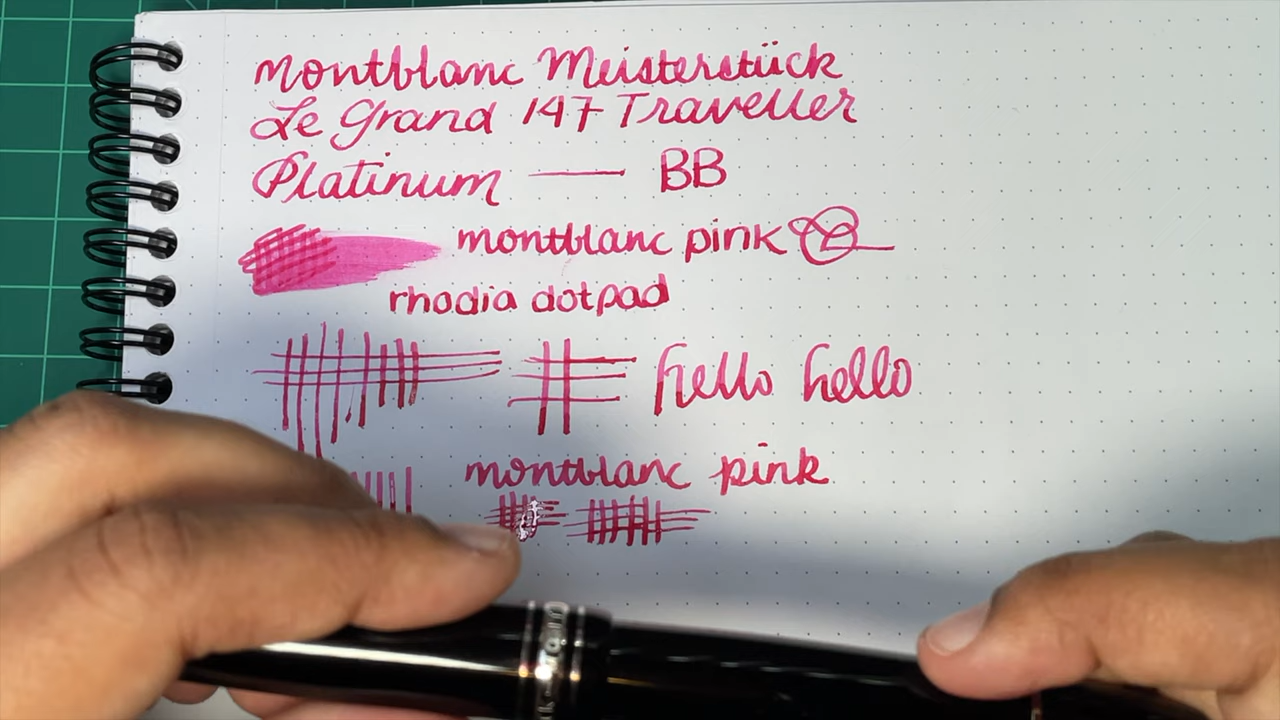 montblanc Meisterstück
Le Grand 147 Traveller
Platinum — BB
montblanc pink
rhodia dotpad
hello hello
montblanc pink